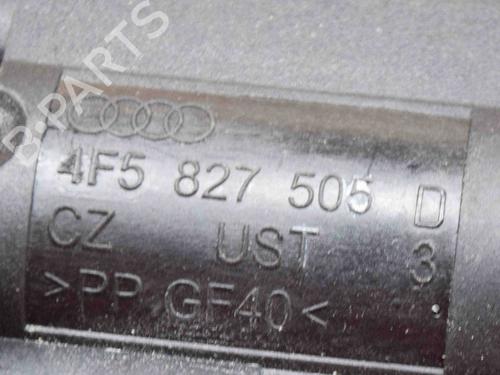 B-PARTS
4F5 827 505 D
CZ UST 3
>PP GF40<